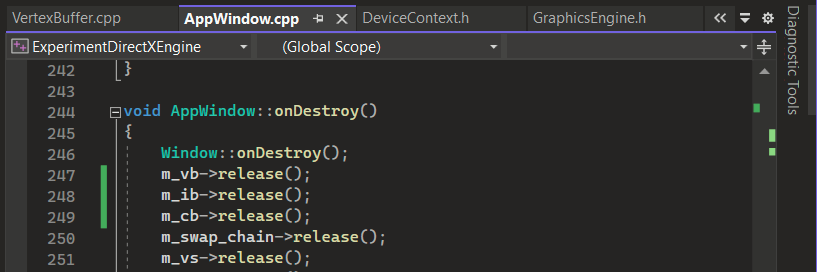 VertexBuffer.cpp AppWindow.cpp DeviceContext.h GraphicsEngine.h
ExperimentDirectXEngine (Global Scope)
242 }
243
244 void AppWindow::onDestroy()
245 {
246 Window::onDestroy();
247 m_vb->release();
248 m_ib->release();
249 m_cb->release();
250 m_swap_chain->release();
251 m_vs->release();
Diagnostic Tools